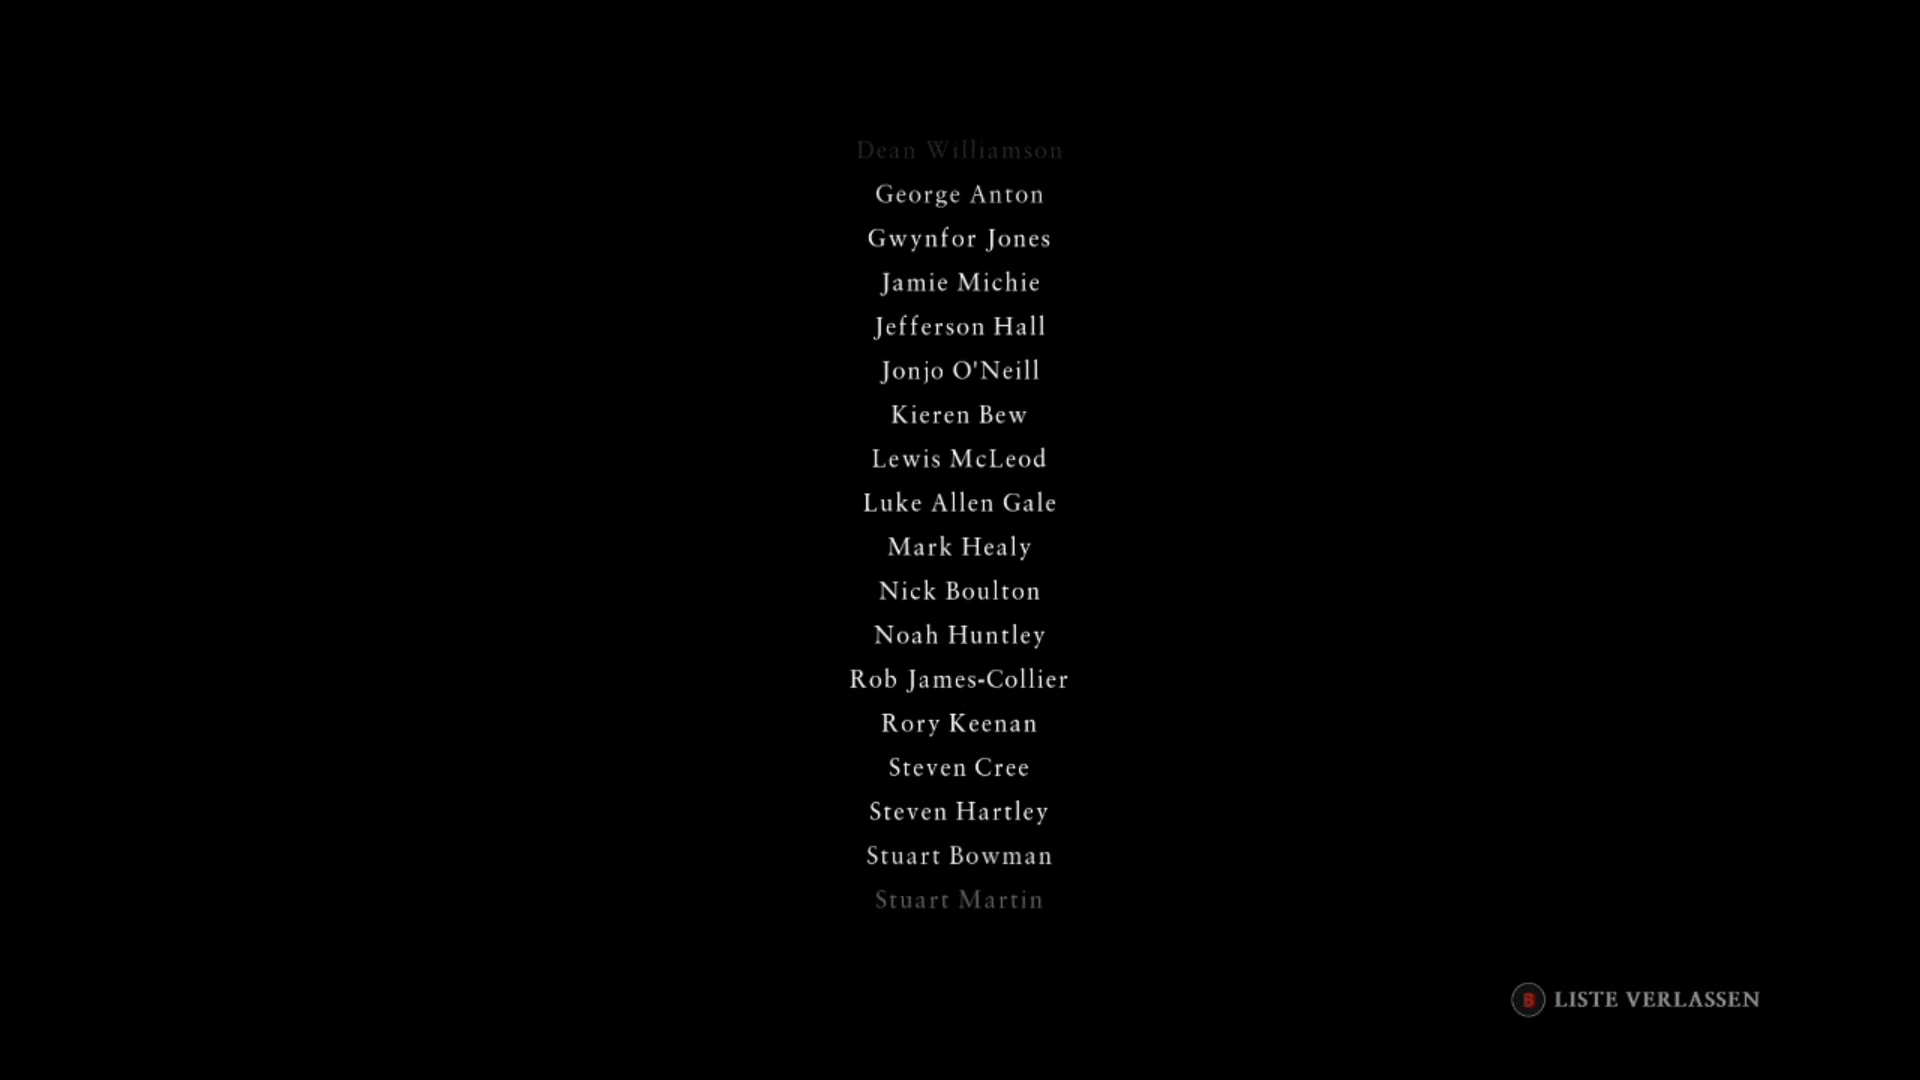 Dean Williamson
George Anton
Gwynfor Jones
Jamie Michie
Jefferson Hall
Jonjo O'Neill
Kieren Bew
Lewis McLeod
Luke Allen Gale
Mark Healy
Nick Boulton
Noah Huntley
Rob James-Collier
Rory Keenan
Steven Cree
Steven Hartley
Stuart Bowman
Stuart Martin
B LISTE VERLASSEN